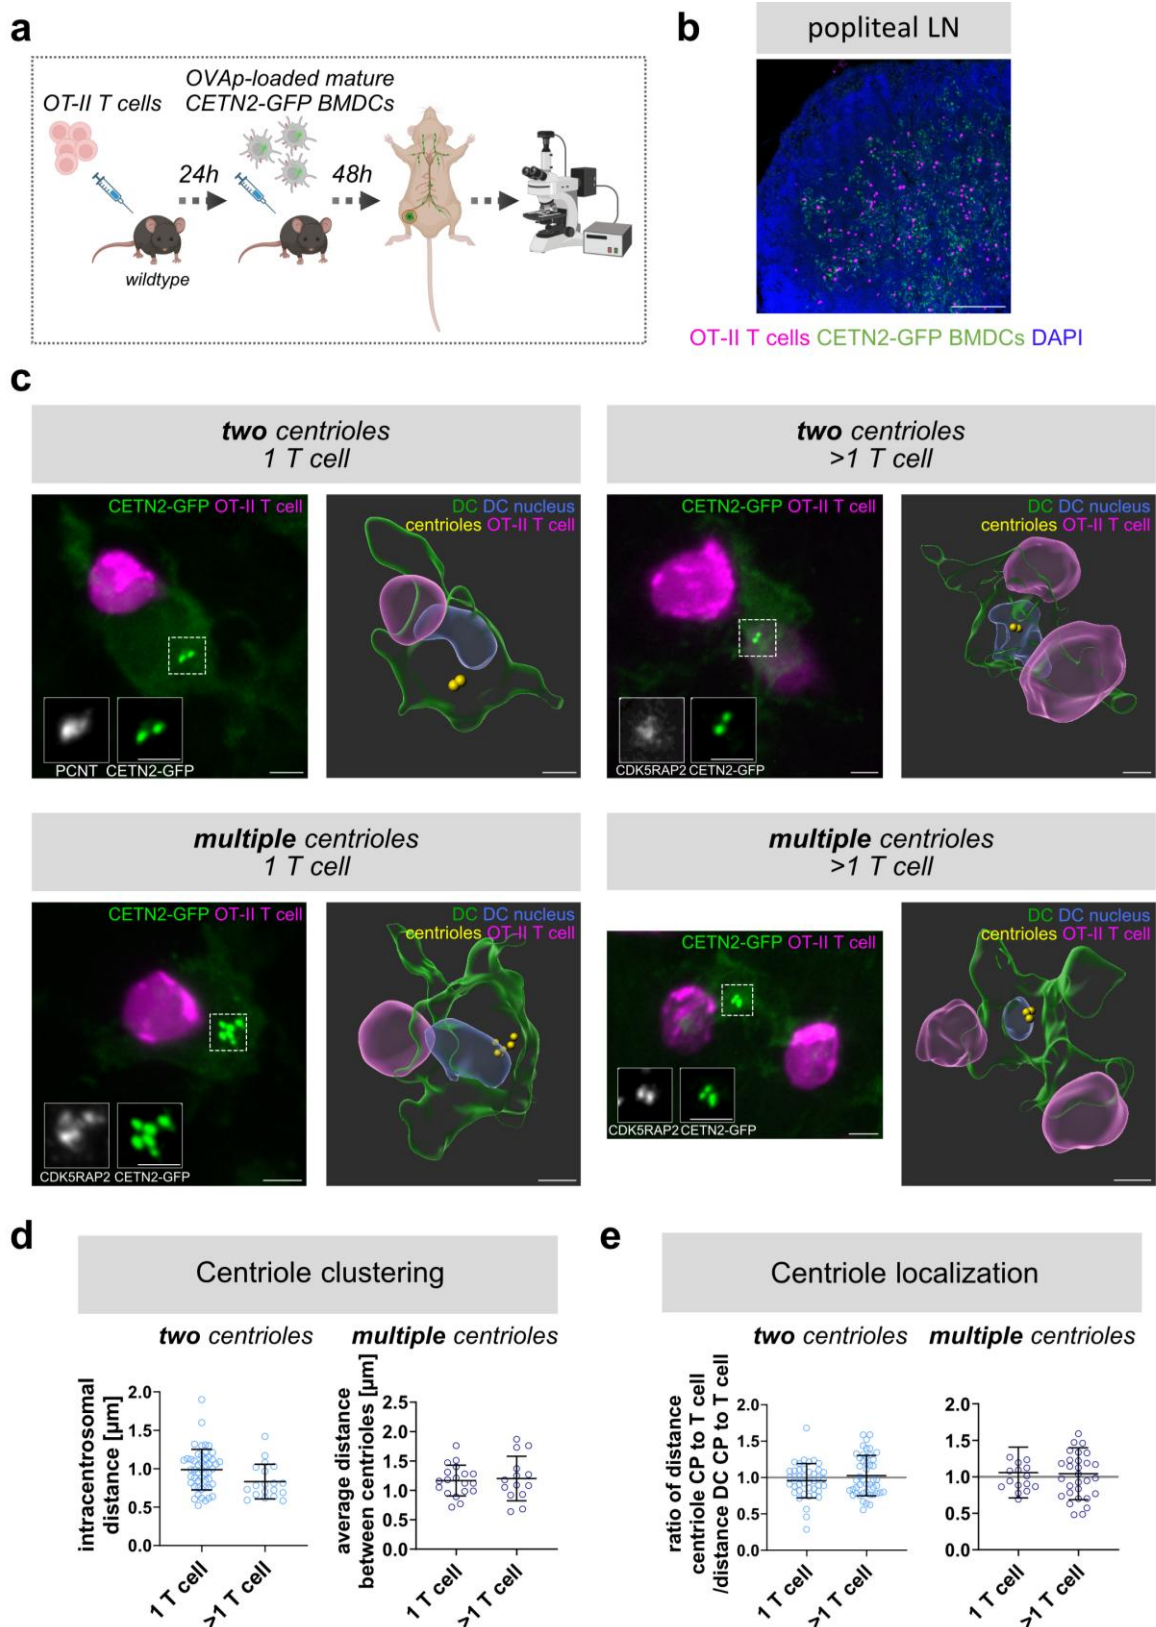 a
OT-II T cells
OVAp-loaded mature
CETN2-GFP BMDCs
24h
48h
wildtype
b
popliteal LN
OT-II T cells CETN2-GFP BMDCs DAPI
c
two centrioles
1 T cell
CETN2-GFP OT-II T cell
PCNT CETN2-GFP
DC DC nucleus
centrioles OT-II T cell
two centrioles
>1 T cell
CETN2-GFP OT-II T cell
CDK5RAP2 CETN2-GFP
DC DC nucleus
centrioles OT-II T cell
multiple centrioles
1 T cell
CETN2-GFP OT-II T cell
CDK5RAP2 CETN2-GFP
DC DC nucleus
centrioles OT-II T cell
multiple centrioles
>1 T cell
CETN2-GFP OT-II T cell
CDK5RAP2 CETN2-GFP
DC DC nucleus
centrioles OT-II T cell
d
Centriole clustering
two centrioles
intracentrosomal
distance [µm]
2.0
1.5
1.0
0.5
0.0
1 T cell
>1 T cell
multiple centrioles
average distance
between centrioles [µm]
2.5
2.0
1.5
1.0
0.5
0.0
1 T cell
>1 T cell
e
Centriole localization
two centrioles
ratio of distance
centriole CP to T cell
/distance DC CP to T cell
2.0
1.5
1.0
0.5
0.0
1 T cell
>1 T cell
multiple centrioles
2.0
1.5
1.0
0.5
0.0
1 T cell
>1 T cell